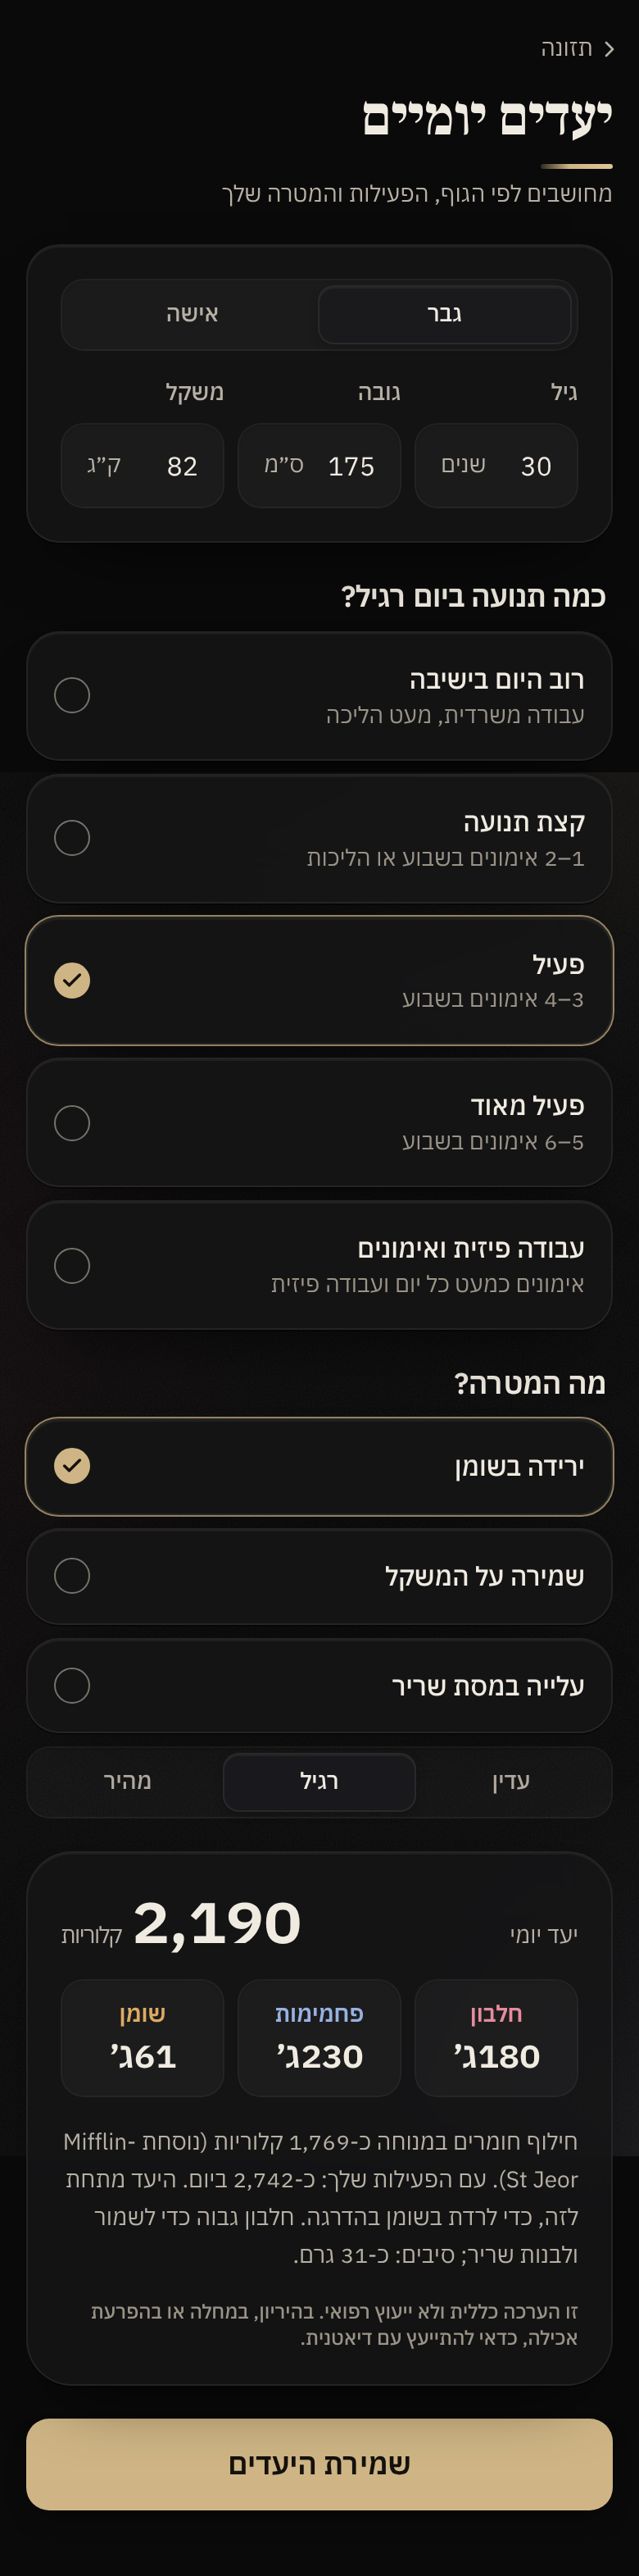 תזונה
יעדים יומיים
מחושבים לפי הגוף, הפעילות והמטרה שלך
גבר אישה
גיל גובה משקל
30 שנים 175 ס״מ 82 ק״ג
כמה תנועה ביום רגיל?
רוב היום בישיבה
עבודה משרדית, מעט הליכה
קצת תנועה
1–2 אימונים בשבוע או הליכות
פעיל
3–4 אימונים בשבוע
פעיל מאוד
5–6 אימונים בשבוע
עבודה פיזית ואימונים
אימונים כמעט כל יום ועבודה פיזית
מה המטרה?
ירידה בשומן
שמירה על המשקל
עלייה במסת שריר
עדין רגיל מהיר
יעד יומי 2,190 קלוריות
חלבון פחמימות שומן
180ג׳ 230ג׳ 61ג׳
חילוף חומרים במנוחה כ-1,769 קלוריות (נוסחת Mifflin-
St Jeor). עם הפעילות שלך: כ-2,742 ביום. היעד מתחת
לזה, כדי לרדת בשומן בהדרגה. חלבון גבוה כדי לשמור
ולבנות שריר; סיבים: כ-31 גרם.
זו הערכה כללית ולא ייעוץ רפואי. בהיריון, במחלה או בהפרעת
אכילה, כדאי להתייעץ עם דיאטנית.
שמירת היעדים